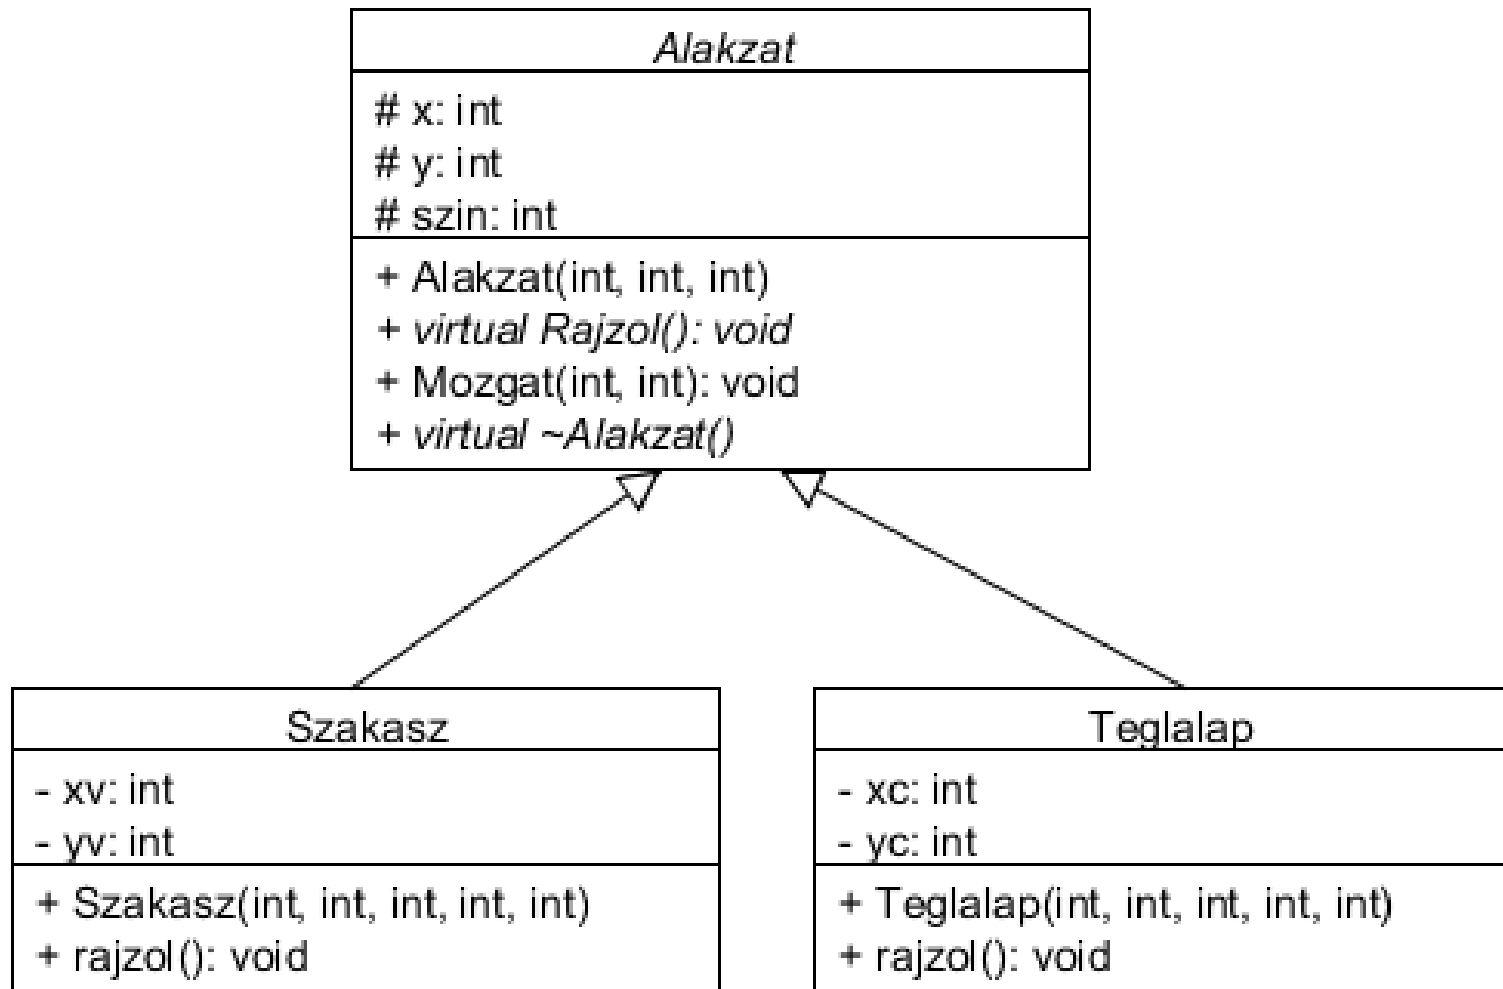 Alakzat
# x: int
# y: int
# szin: int
+ Alakzat(int, int, int)
+ virtual Rajzol(): void
+ Mozgat(int, int): void
+ virtual ~Alakzat()
Szakasz
- xv: int
- yv: int
+ Szakasz(int, int, int, int, int)
+ rajzol(): void
Teglalap
- xc: int
- yc: int
+ Teglalap(int, int, int, int, int)
+ rajzol(): void